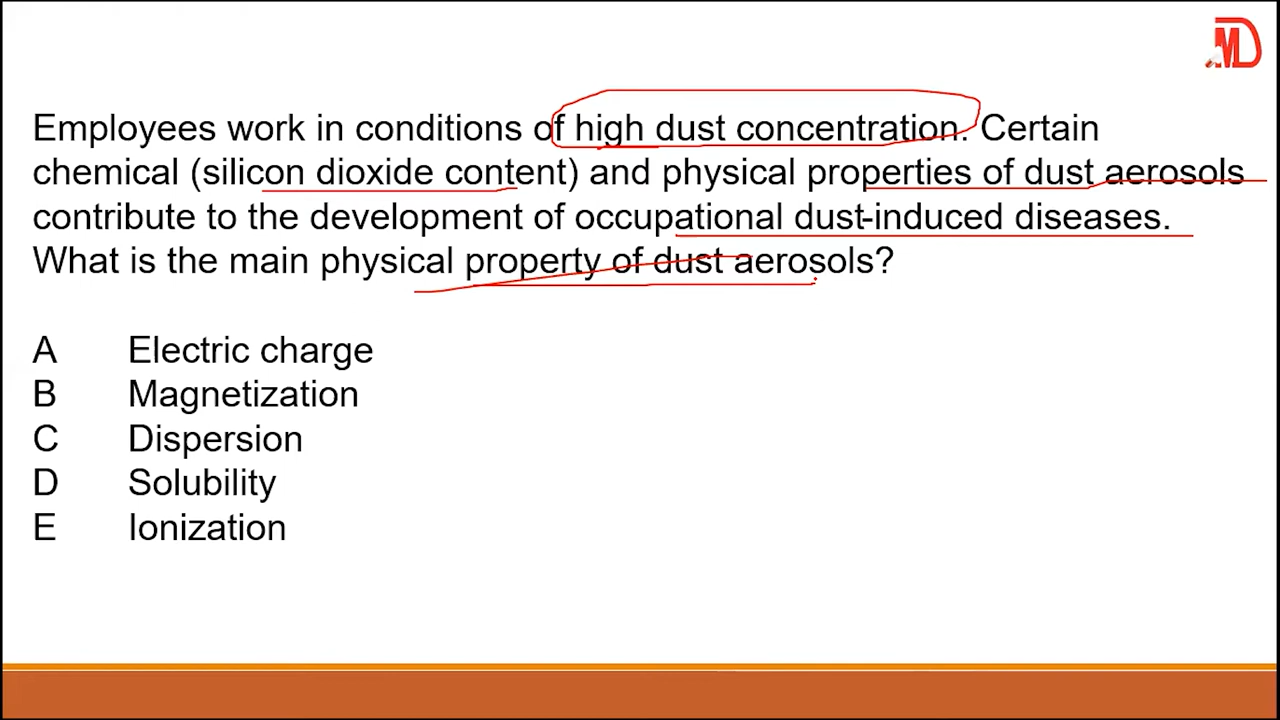 MD
Employees work in conditions of high dust concentration. Certain
chemical (silicon dioxide content) and physical properties of dust aerosols
contribute to the development of occupational dust-induced diseases.
What is the main physical property of dust aerosols?
A Electric charge
B Magnetization
C Dispersion
D Solubility
E Ionization